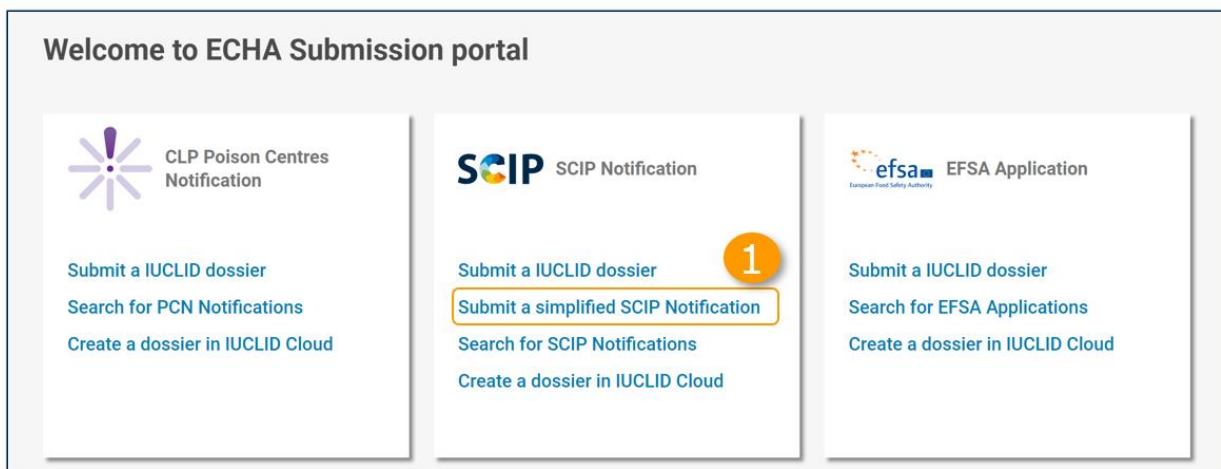 Welcome to ECHA Submission portal
CLP Poison Centres
Notification
Submit a IUCLID dossier
Search for PCN Notifications
Create a dossier in IUCLID Cloud
SCIP SCIP Notification
1
Submit a IUCLID dossier
Submit a simplified SCIP Notification
Search for SCIP Notifications
Create a dossier in IUCLID Cloud
efsa EFSA Application
European Food Safety Authority
Submit a IUCLID dossier
Search for EFSA Applications
Create a dossier in IUCLID Cloud